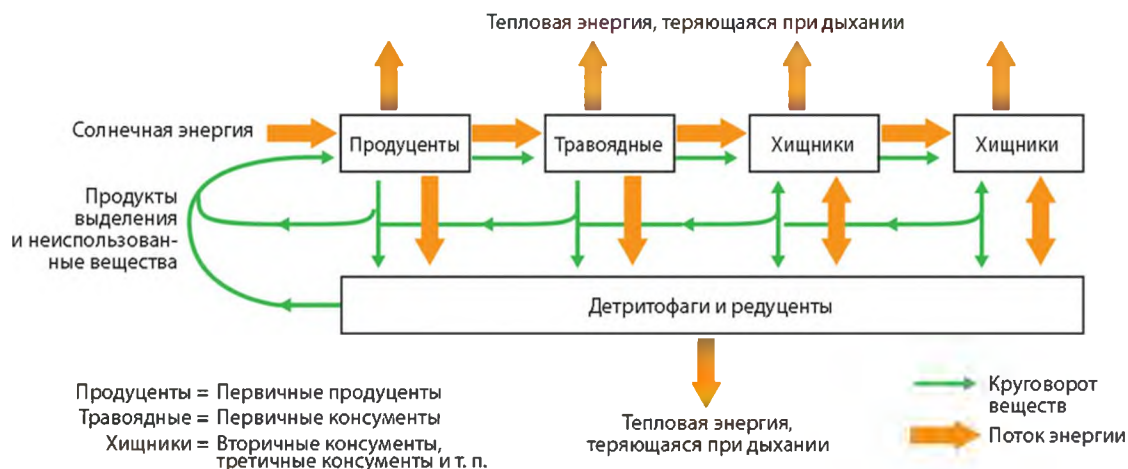 Тепловая энергия, теряющаяся при дыхании
Солнечная энергия
Продуценты
Травоядные
Хищники
Хищники
Продукты
выделения
и неиспользован-
ные вещества
Детритофаги и редуценты
Продуценты = Первичные продуценты
Травоядные = Первичные консументы
Хищники = Вторичные консументы,
третичные консументы и т. п.
Тепловая энергия,
теряющаяся при дыхании
Круговорот
веществ
Поток энергии